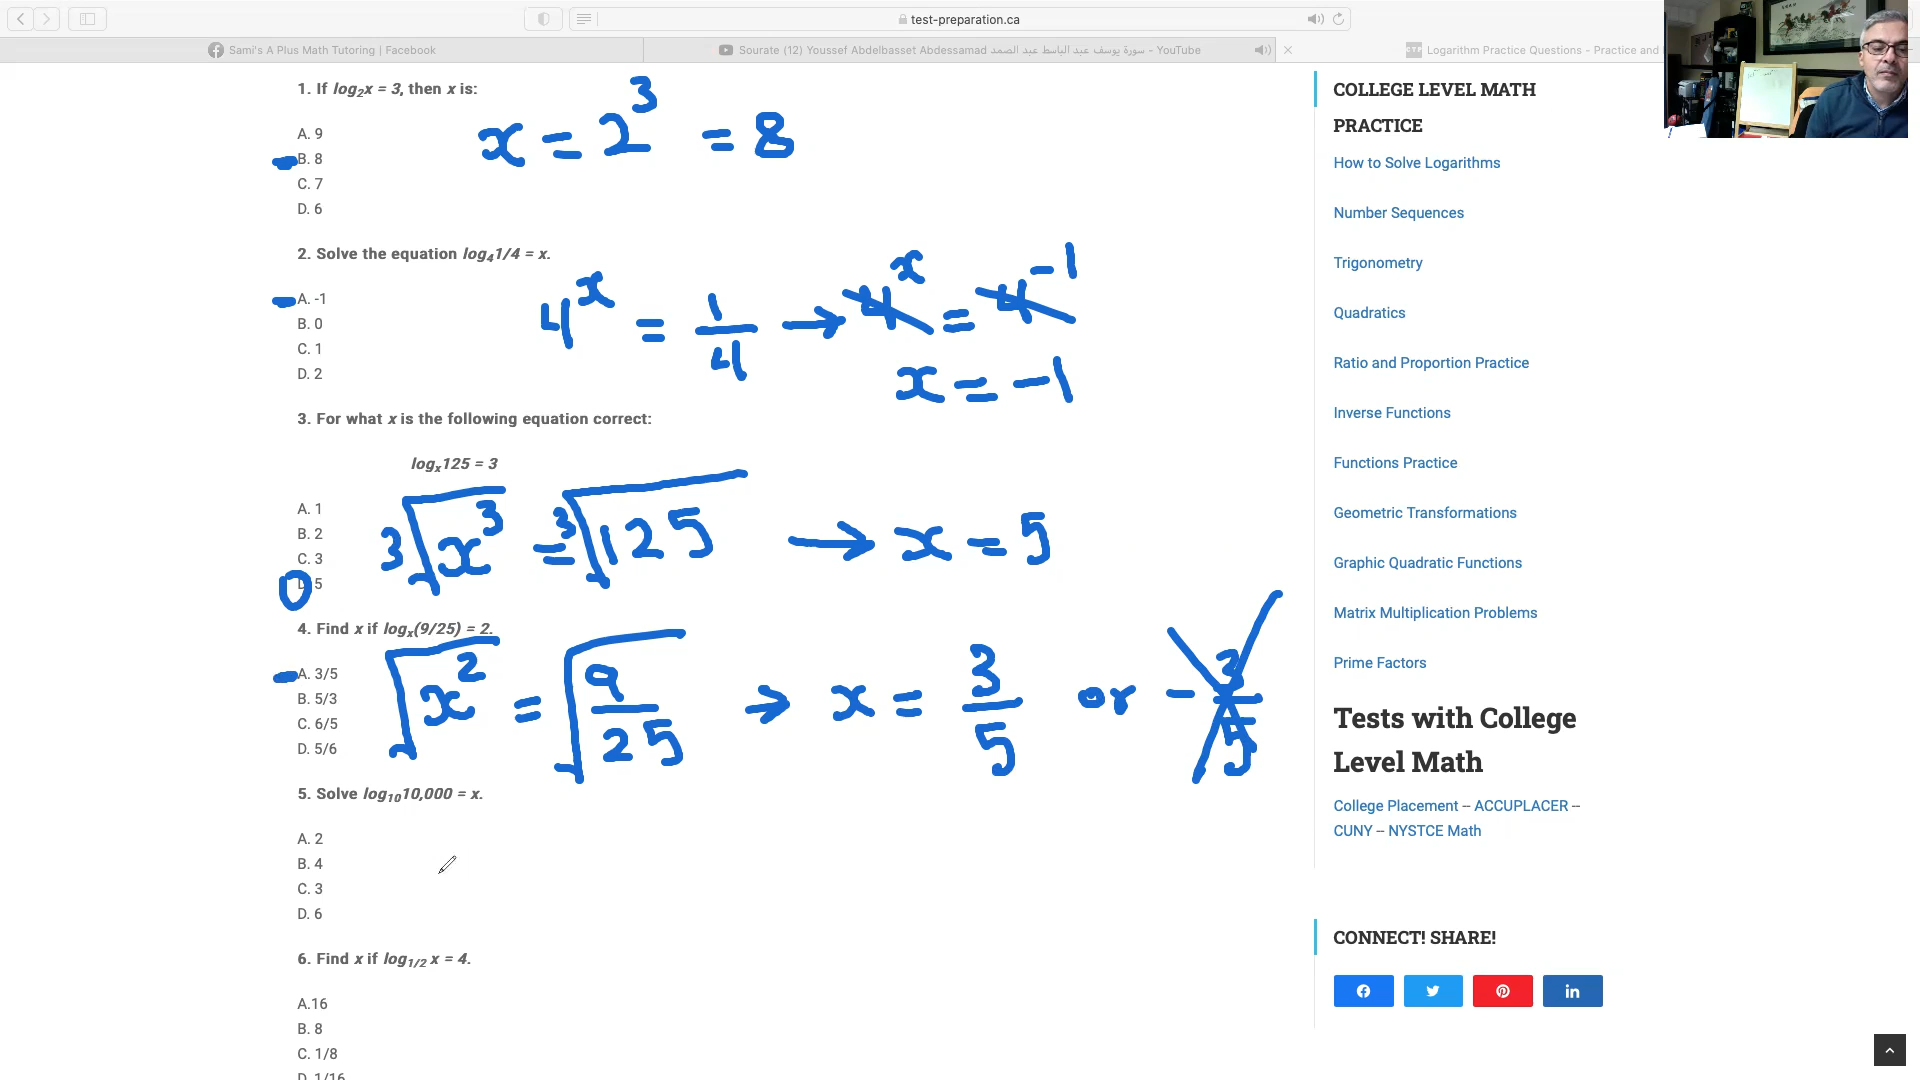 test-preparation.ca
Sami's A Plus Math Tutoring | Facebook
Sourate (12) Youssef Abdelbasset Abdessamad سورة يوسف عبد الباسط عبد الصمد - YouTube
CTP Logarithm Practice Questions - Practice and
1. If log₂x = 3, then x is:
A. 9
B. 8
C. 7
D. 6
x = 2³ = 8
2. Solve the equation log₄1/4 = x.
A. -1
B. 0
C. 1
D. 2
4ˣ = 1/4 → 4ˣ = 4⁻¹
x = -1
3. For what x is the following equation correct:
logₓ125 = 3
A. 1
B. 2
C. 3
D. 5
∛x³ = ∛125 → x = 5
4. Find x if logₓ(9/25) = 2.
A. 3/5
B. 5/3
C. 6/5
D. 5/6
√x² = √9/25 → x = 3/5 or - 3/5
5. Solve log₁₀10,000 = x.
A. 2
B. 4
C. 3
D. 6
6. Find x if log₁/₂ x = 4.
A.16
B. 8
C. 1/8
D. 1/16
COLLEGE LEVEL MATH
PRACTICE
How to Solve Logarithms
Number Sequences
Trigonometry
Quadratics
Ratio and Proportion Practice
Inverse Functions
Functions Practice
Geometric Transformations
Graphic Quadratic Functions
Matrix Multiplication Problems
Prime Factors
Tests with College
Level Math
College Placement -- ACCUPLACER --
CUNY -- NYSTCE Math
CONNECT! SHARE!